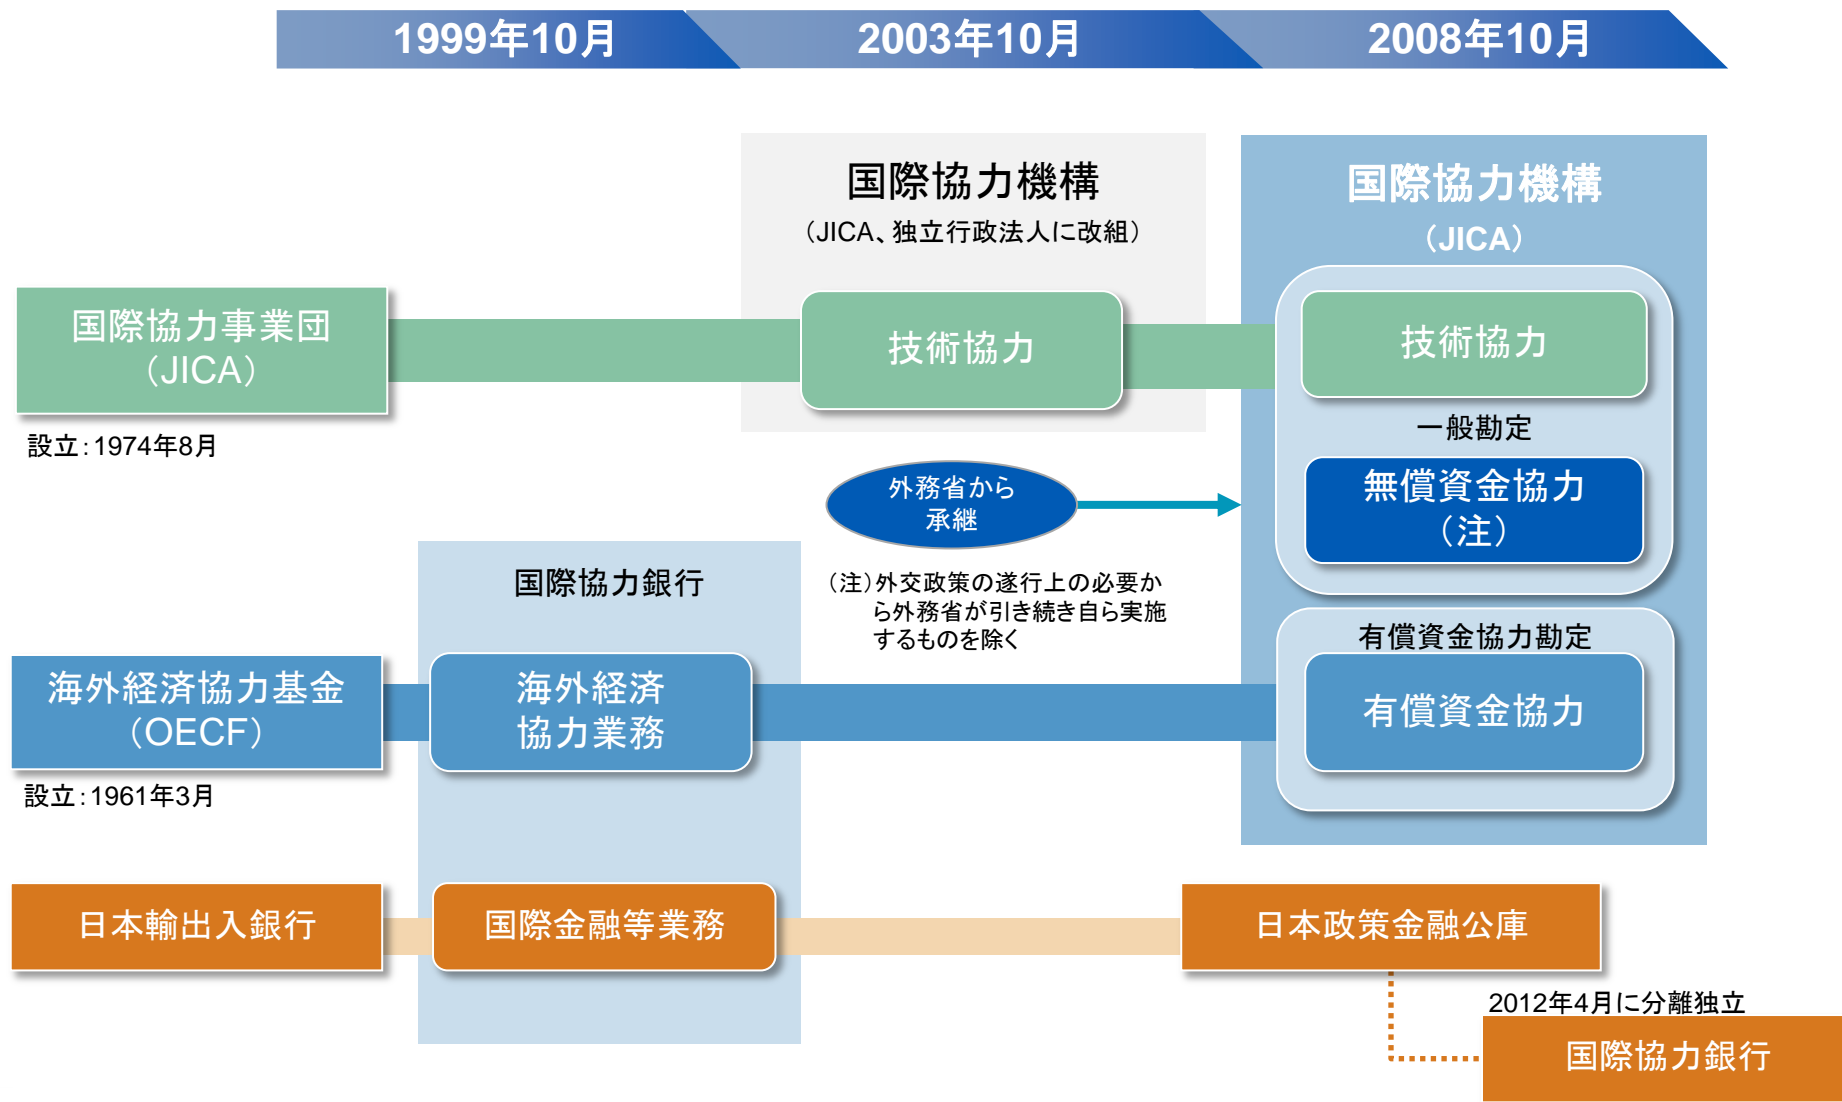 1999年10月
2003年10月
2008年10月
国際協力機構
（JICA、独立行政法人に改組）
国際協力機構
（JICA）
国際協力事業団
（JICA）
設立：1974年8月
技術協力
技術協力
一般勘定
外務省から
承継
無償資金協力
（注）
（注）外交政策の遂行上の必要か
ら外務省が引き続き自ら実施
するものを除く
国際協力銀行
有償資金協力勘定
海外経済協力基金
（OECF）
設立：1961年3月
海外経済
協力業務
有償資金協力
日本輸出入銀行
国際金融等業務
日本政策金融公庫
2012年4月に分離独立
国際協力銀行